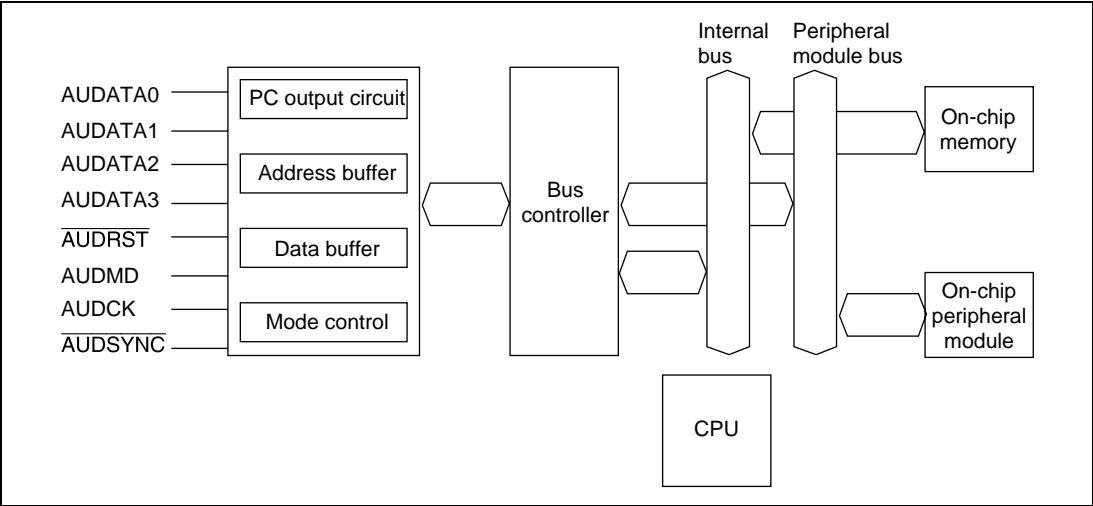 Internal
bus
Peripheral
module bus
AUDATA0
AUDATA1
AUDATA2
AUDATA3
AUDRST
AUDMD
AUDCK
AUDSYNC
PC output circuit
Address buffer
Data buffer
Mode control
Bus
controller
On-chip
memory
On-chip
peripheral
module
CPU